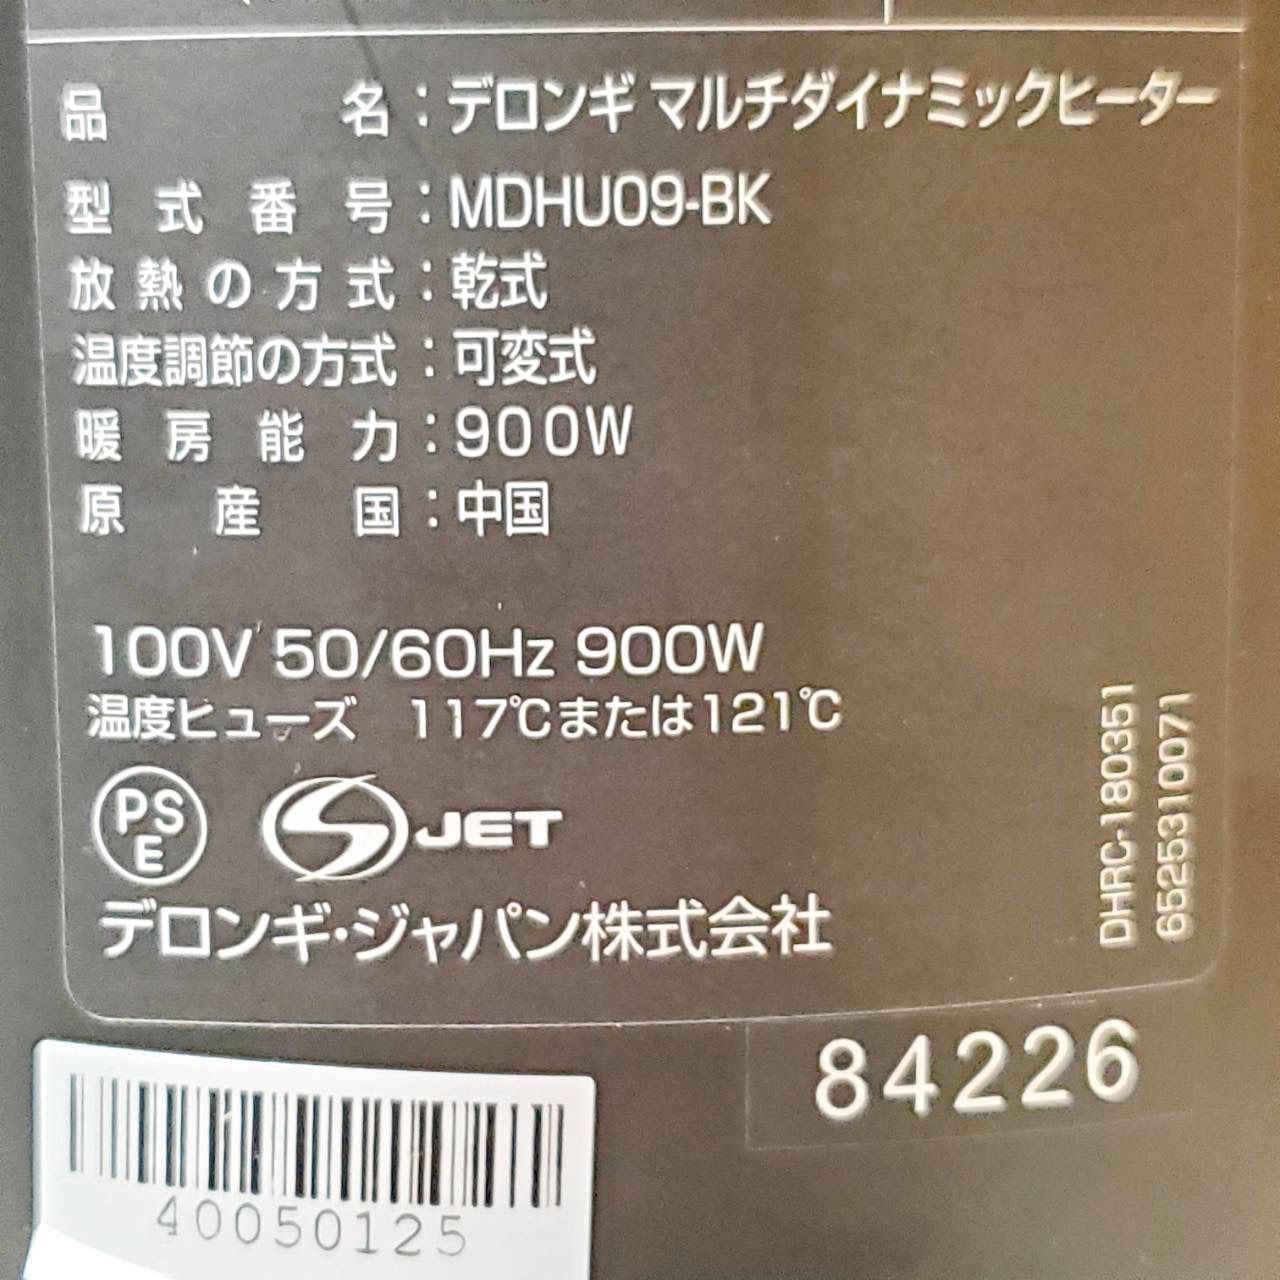 品名：デロンギ マルチダイナミックヒーター
型式番号：MDHU09-BK
放熱の方式：乾式
温度調節の方式：可変式
暖房能力：900W
原産国：中国
100V 50/60Hz 900W
温度ヒューズ 117℃または121℃
PS
E
S JET
デロンギ・ジャパン株式会社
DHRC-180351
6525310071
84226
40050125